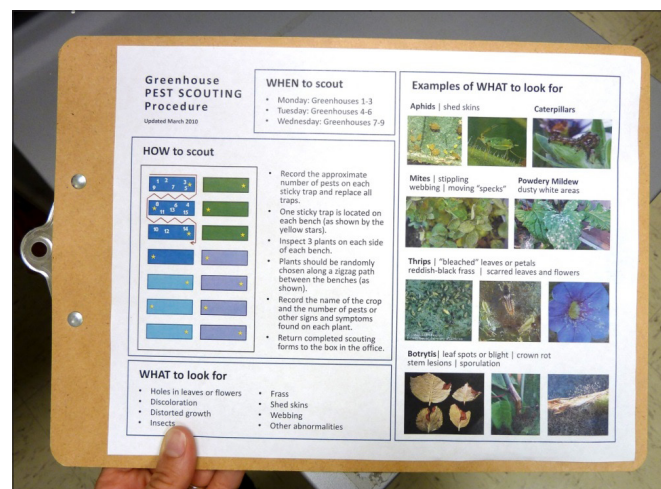 Greenhouse
PEST SCOUTING
Procedure
Updated March 2010
WHEN to scout
• Monday: Greenhouses 1-3
• Tuesday: Greenhouses 4-6
• Wednesday: Greenhouses 7-9
HOW to scout
• Record the approximate
number of pests on each
sticky trap and replace all
traps.
• One sticky trap is located on
each bench (as shown by the
yellow stars).
• Inspect 3 plants on each side
of each bench.
• Plants should be randomly
chosen along a zigzag path
between the benches (as
shown).
• Record the name of the crop
and the number of pests or
other signs and symptoms
found on each plant.
• Return completed scouting
forms to the box in the office.
WHAT to look for
• Holes in leaves or flowers
• Discoloration
• Distorted growth
• Insects
• Frass
• Shed skins
• Webbing
• Other abnormalities
Examples of WHAT to look for
Aphids | shed skins
Caterpillars
Mites | stippling
webbing | moving "specks"
Powdery Mildew
dusty white areas
Thrips | "bleached" leaves or petals
reddish-black frass | scarred leaves and flowers
Botrytis| leaf spots or blight | crown rot
stem lesions | sporulation